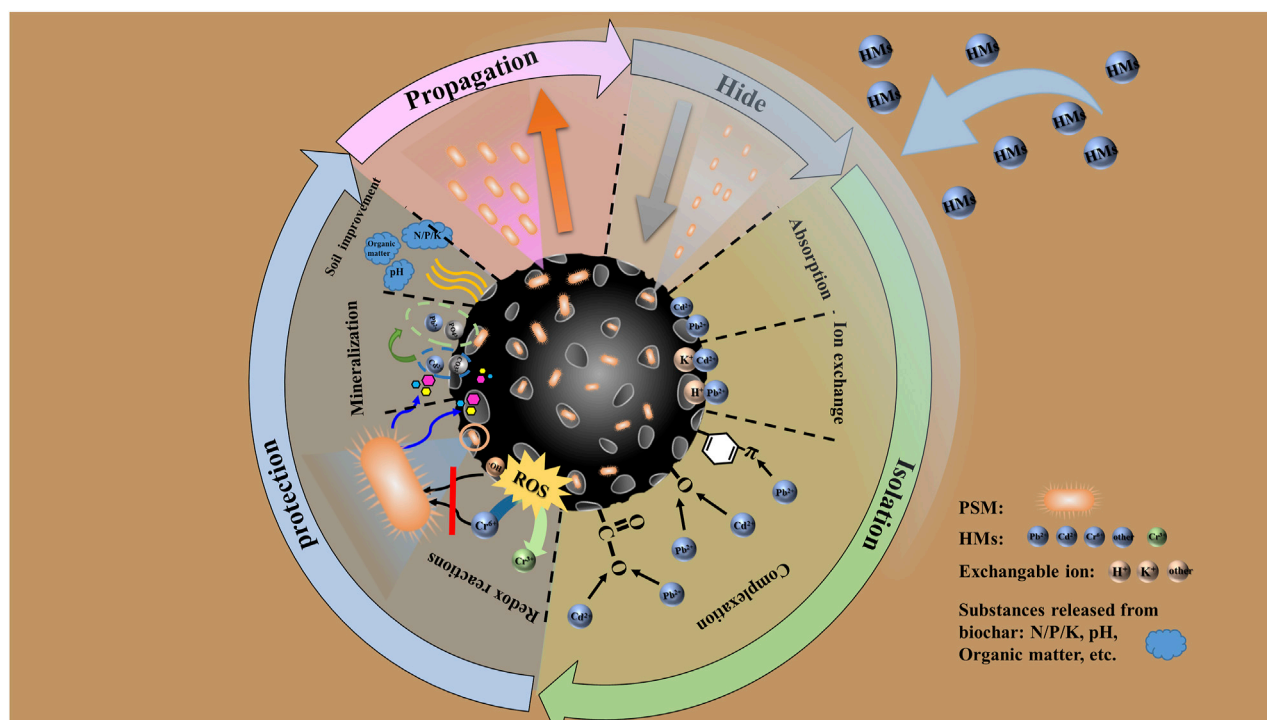 Propagation
Hide
HMs
HMs
HMs
HMs
HMs
HMs
HMs
HMs
Isolation
protection
Soil improvement
Organic
matter
N/P/K
pH
Mineralization
Redox reactions
ROS
Cr⁶⁺
Cr³⁺
Absorption
Cd²⁺
Pb²⁺
Ion exchange
K⁺
Cd²⁺
H⁺
Pb²⁺
Complexation
π
Pb²⁺
O
Cd²⁺
Pb²⁺
C
O
O
Pb²⁺
Cd²⁺
PSM:
HMs: Pb²⁺ Cd²⁺ Cr⁶⁺ other Cr³⁺
Exchangable ion: H⁺ K⁺ other
Substances released from
biochar: N/P/K, pH,
Organic matter, etc.